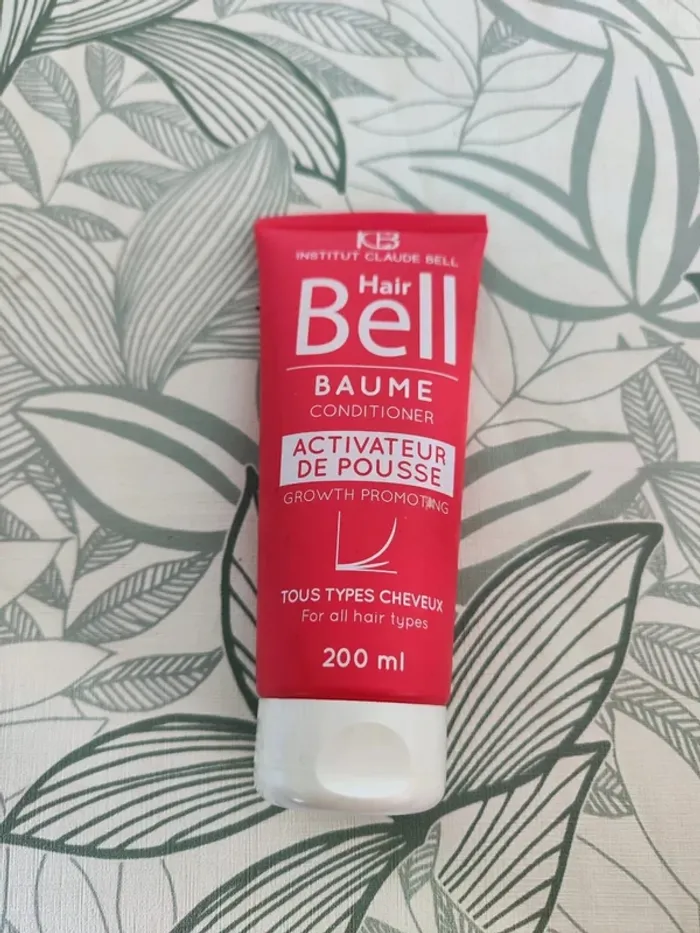 ICB
INSTITUT CLAUDE BELL
Hair
Bell
BAUME
CONDITIONER
ACTIVATEUR
DE POUSSE
GROWTH PROMOTING
TOUS TYPES CHEVEUX
For all hair types
200 ml